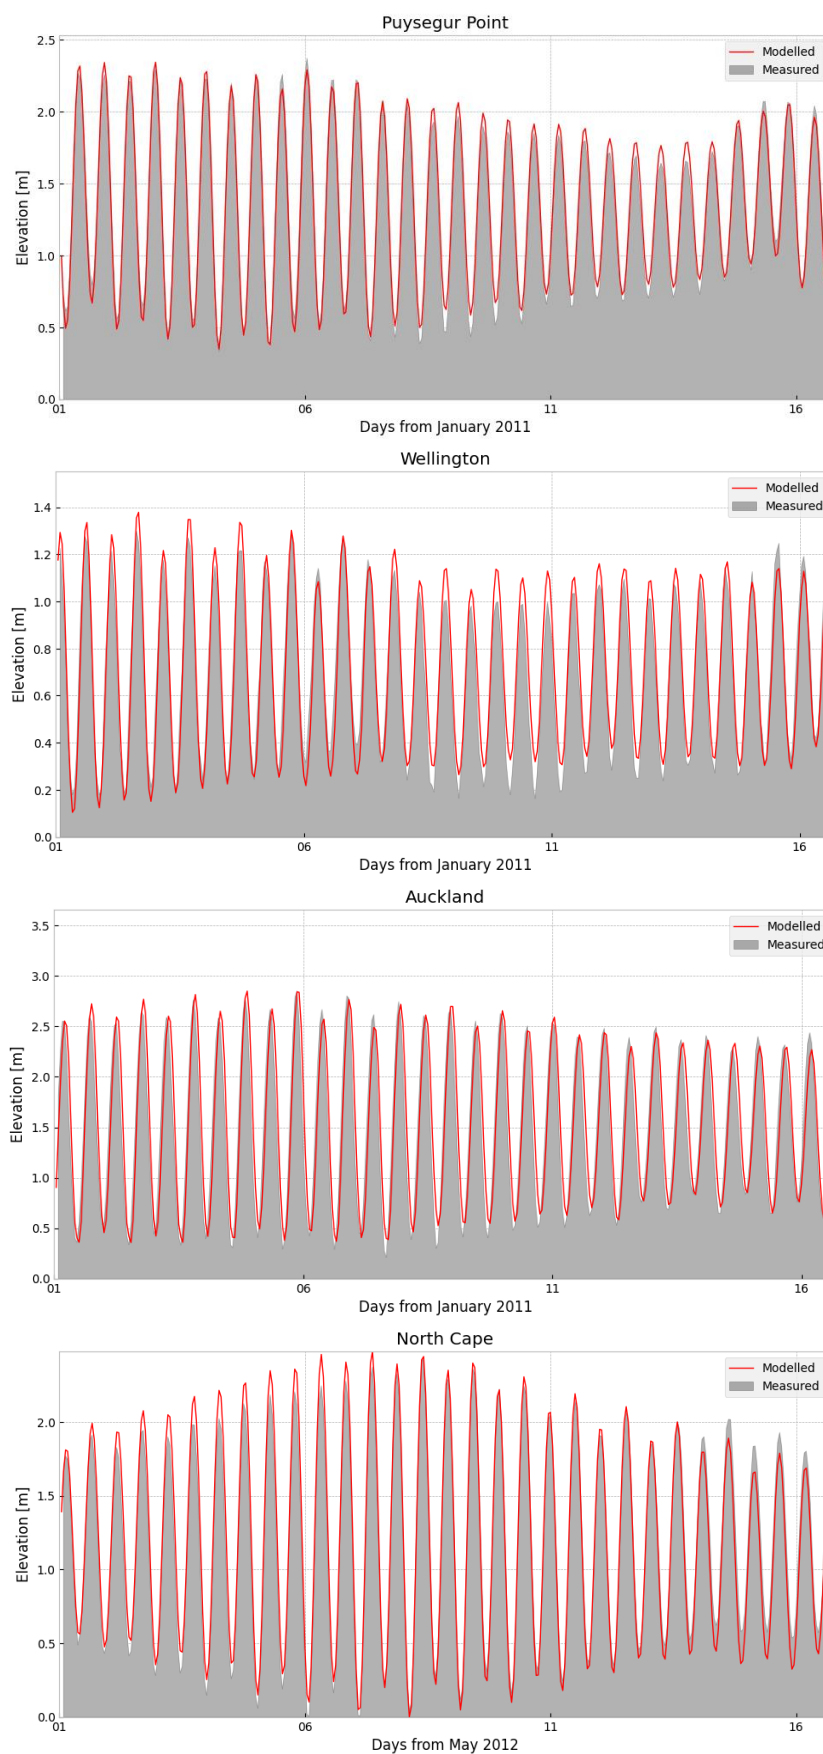 Puysegur Point
2.5
Modelled
Measured
2.0
1.5
1.0
0.5
0.0
Elevation [m]
01 06 11 16
Days from January 2011
Wellington
1.4
Modelled
Measured
1.2
1.0
0.8
0.6
0.4
0.2
0.0
Elevation [m]
01 06 11 16
Days from January 2011
Auckland
3.5
Modelled
Measured
3.0
2.5
2.0
1.5
1.0
0.5
0.0
Elevation [m]
01 06 11 16
Days from January 2011
North Cape
Modelled
Measured
2.0
1.5
1.0
0.5
0.0
Elevation [m]
01 06 11 16
Days from May 2012